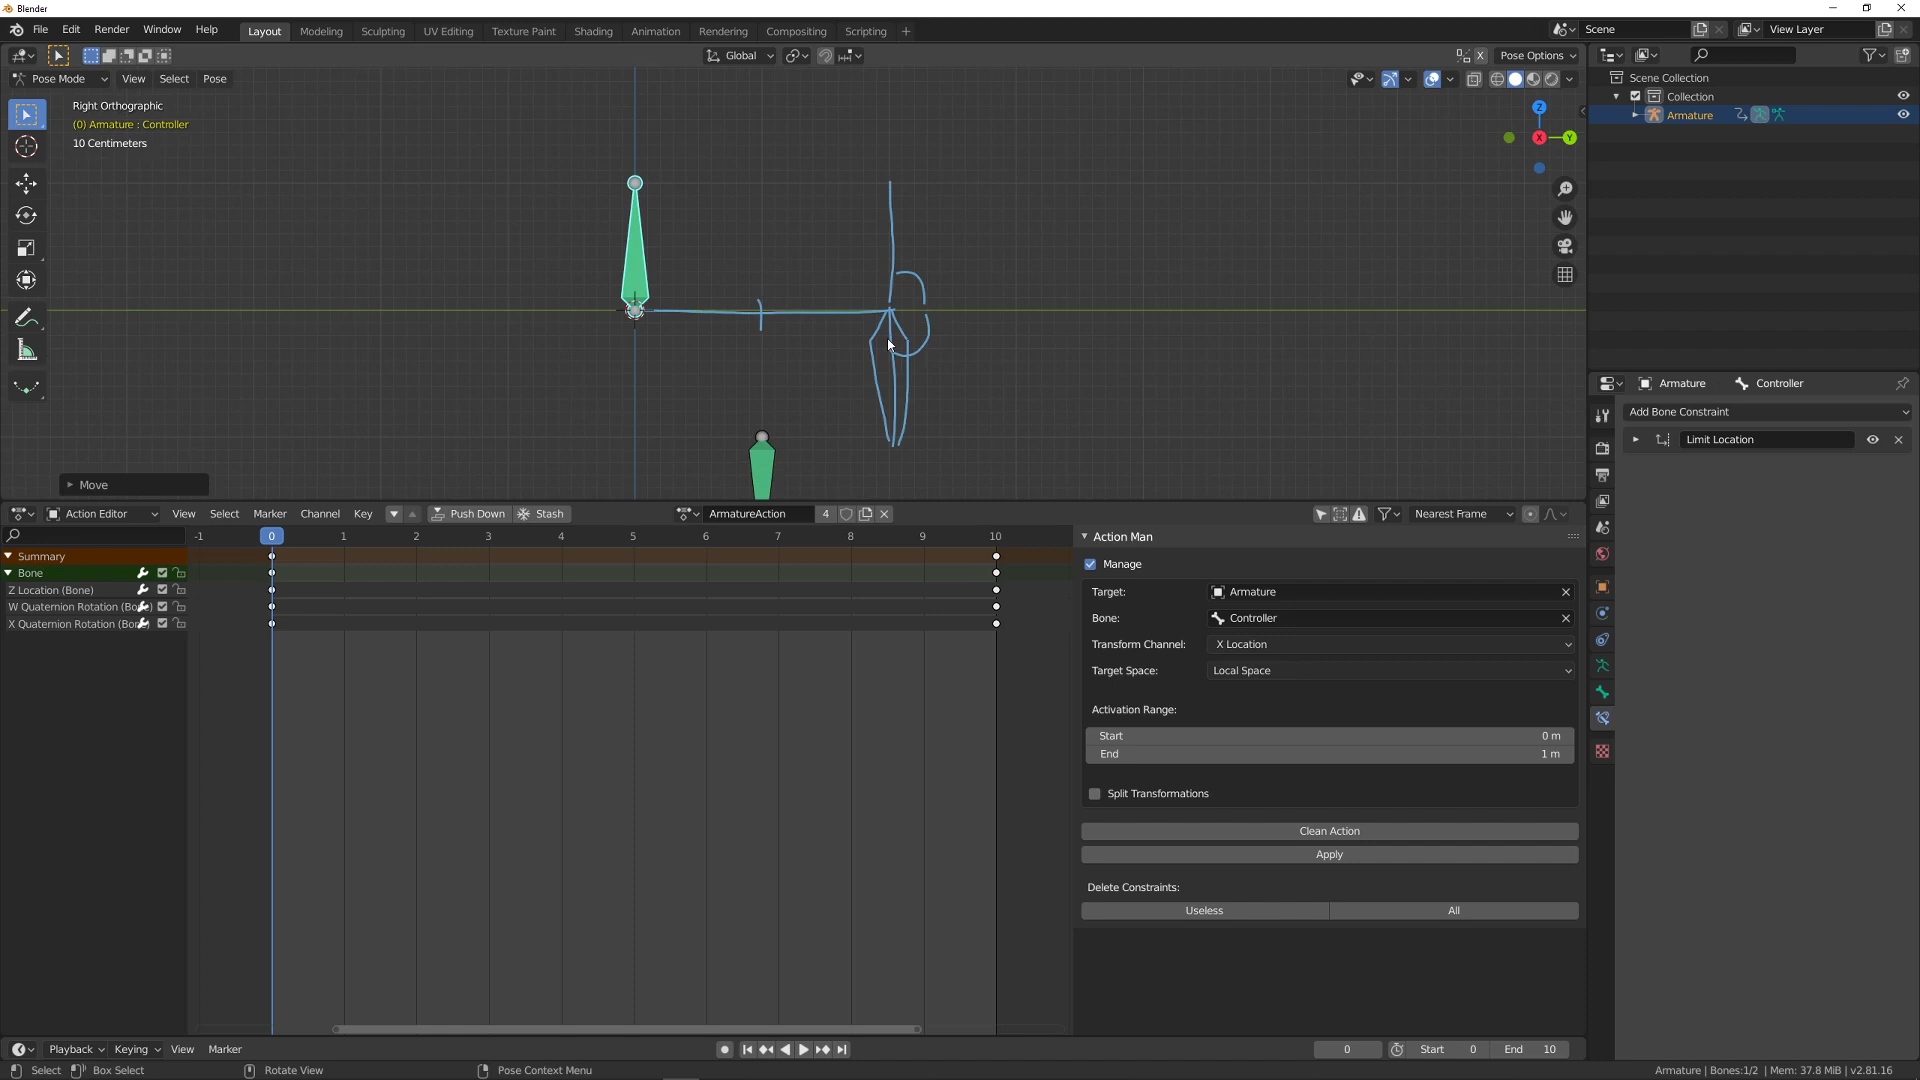 Blender
File Edit Render Window Help Layout Modeling Sculpting UV Editing Texture Paint Shading Animation Rendering Compositing Scripting + Scene View Layer
Global X Pose Options
Pose Mode View Select Pose
Right Orthographic
(0) Armature : Controller
10 Centimeters
Z
X
Y
Scene Collection
Collection
Armature
Armature Controller
Add Bone Constraint
Limit Location
Move
Action Editor View Select Marker Channel Key Push Down Stash ArmatureAction 4 Nearest Frame
-1 0 1 2 3 4 5 6 7 8 9 10
Summary
Bone
Z Location (Bone)
W Quaternion Rotation (Bone)
X Quaternion Rotation (Bone)
Action Man
Manage
Target: Armature
Bone: Controller
Transform Channel: X Location
Target Space: Local Space
Activation Range:
Start 0 m
End 1 m
Split Transformations
Clean Action
Apply
Delete Constraints:
Useless All
Playback Keying View Marker 0 Start 0 End 10
Select Box Select Rotate View Pose Context Menu Armature | Bones:1/2 | Mem: 37.8 MiB | v2.81.16